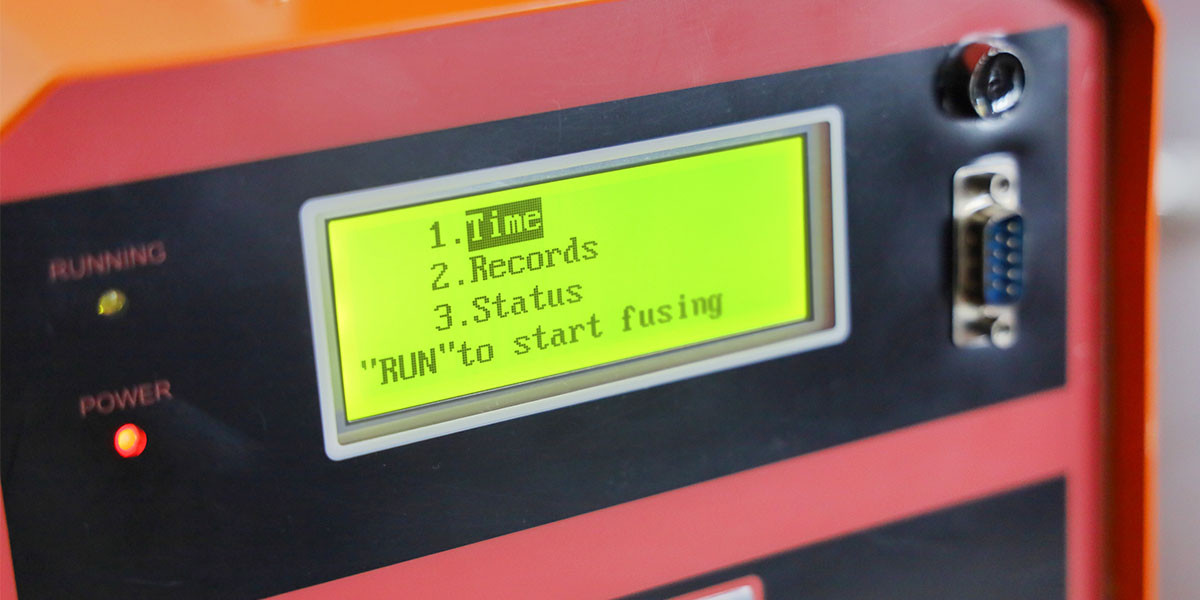 RUNNING
POWER
1.Time
2.Records
3.Status
"RUN"to start fusing